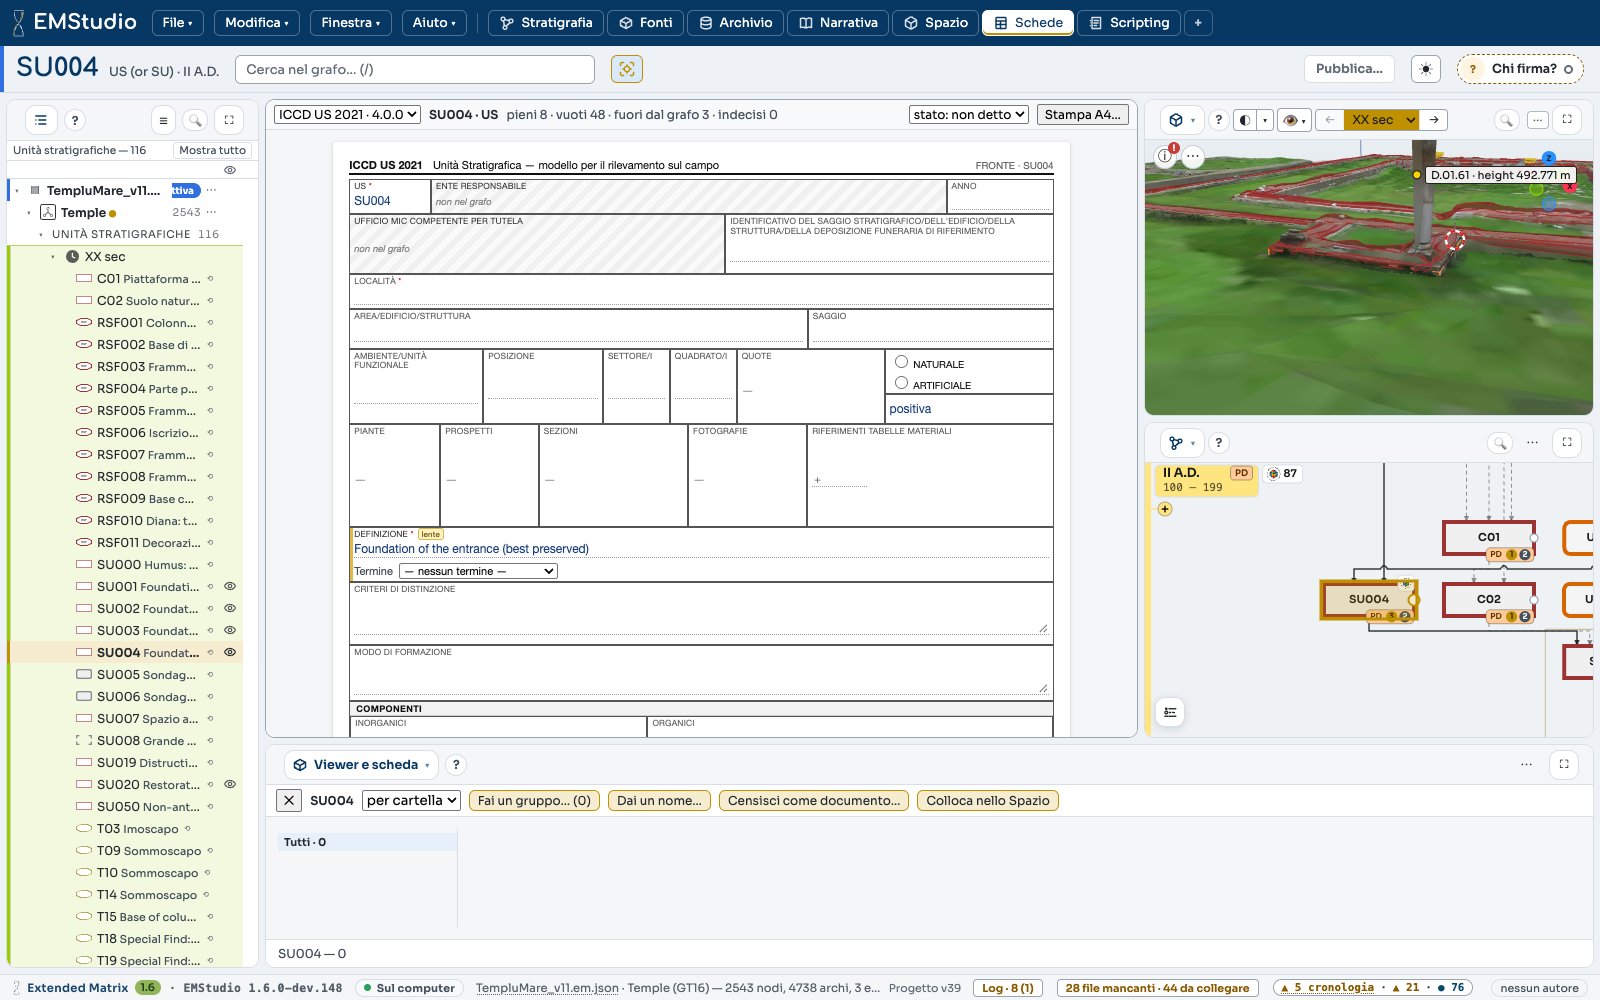 EMStudio File Modifica Finestra Aiuto Stratigrafia Fonti Archivio Narrativa Spazio Schede Scripting +
SU004 US (or SU) · II A.D. Cerca nel grafo... (/) Pubblica... ? Chi firma?
?
Unità stratigrafiche — 116 Mostra tutto
TempluMare_v11.... ttiva ...
Temple 2543 ...
UNITÀ STRATIGRAFICHE 116
XX sec
C01 Piattaforma ...
C02 Suolo natur...
RSF001 Colonn...
RSF002 Base di ...
RSF003 Framm...
RSF004 Parte p...
RSF005 Framm...
RSF006 Iscrizio...
RSF007 Framm...
RSF008 Framm...
RSF009 Base c...
RSF010 Diana: t...
RSF011 Decorazi...
SU000 Humus: ...
SU001 Foundati...
SU002 Foundat...
SU003 Foundat...
SU004 Foundat...
SU005 Sondag...
SU006 Sondag...
SU007 Spazio a...
SU008 Grande ...
SU019 Distructi...
SU020 Restorat...
SU050 Non-ant...
T03 Imoscapo
T09 Sommoscapo
T10 Sommoscapo
T14 Sommoscapo
T15 Base of colu...
T18 Special Find:...
T19 Special Find:...
ICCD US 2021 · 4.0.0 SU004 · US pieni 8 · vuoti 48 · fuori dal grafo 3 · indecisi 0 stato: non detto Stampa A4...
ICCD US 2021 Unità Stratigrafica — modello per il rilevamento sul campo FRONTE · SU004
US * ENTE RESPONSABILE ANNO
SU004 non nel grafo
UFFICIO MIC COMPETENTE PER TUTELA IDENTIFICATIVO DEL SAGGIO STRATIGRAFICO/DELL'EDIFICIO/DELLA
STRUTTURA/DELLA DEPOSIZIONE FUNERARIA DI RIFERIMENTO
non nel grafo
LOCALITÀ *
AREA/EDIFICIO/STRUTTURA SAGGIO
AMBIENTE/UNITÀ POSIZIONE SETTORE/I QUADRATO/I QUOTE
FUNZIONALE
NATURALE
—
ARTIFICIALE
positiva
PIANTE PROSPETTI SEZIONI FOTOGRAFIE RIFERIMENTI TABELLE MATERIALI
— — — — +
DEFINIZIONE * lente
Foundation of the entrance (best preserved)
Termine — nessun termine —
CRITERI DI DISTINZIONE
MODO DI FORMAZIONE
COMPONENTI
INORGANICI ORGANICI
? XX sec ...
! Z
D.01.61 · height 492.771 m
X
? ...
II A.D. PD 87
100 — 199
+
C01
PD 1 2
SU004 C02
PD 3 2 PD 1 2
Viewer e scheda ? ...
× SU004 per cartella Fai un gruppo... (0) Dai un nome... Censisci come documento... Colloca nello Spazio
Tutti · 0
SU004 — 0
Extended Matrix 1.6 · EMStudio 1.6.0-dev.148 Sul computer TempluMare_v11.em.json · Temple (GT16) — 2543 nodi, 4738 archi, 3 e... Progetto v39 Log · 8 (1) 28 file mancanti · 44 da collegare ▲ 5 cronologia · ▲ 21 · ● 76 nessun autore